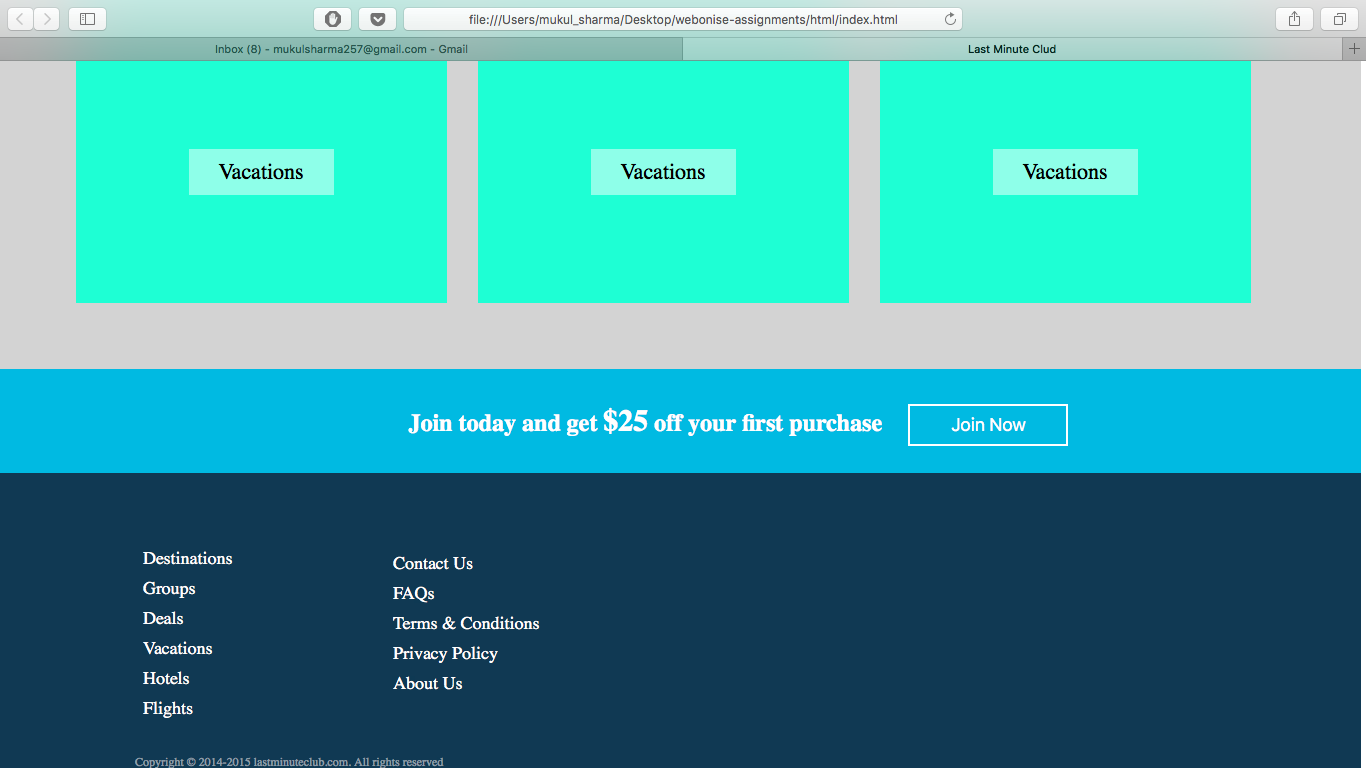 file:///Users/mukul_sharma/Desktop/webonise-assignments/html/index.html
Inbox (8) - mukulsharma257@gmail.com - Gmail
Last Minute Clud
Vacations
Vacations
Vacations
Join today and get $25 off your first purchase
Join Now
Destinations
Groups
Deals
Vacations
Hotels
Flights
Contact Us
FAQs
Terms & Conditions
Privacy Policy
About Us
Copyright © 2014-2015 lastminuteclub.com. All rights reserved